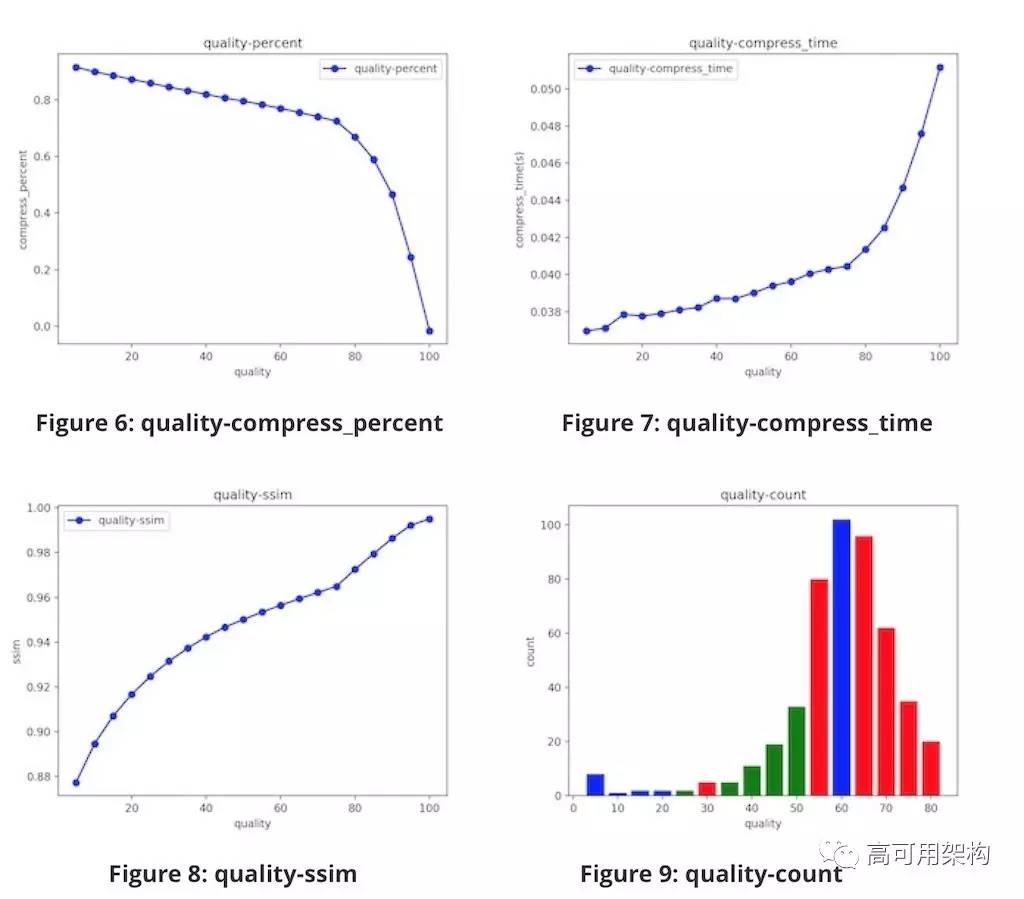 quality-percent
quality-percent
compress_percent
0.8
0.6
0.4
0.2
0.0
20 40 60 80 100
quality
Figure 6: quality-compress_percent
quality-compress_time
quality-compress_time
compress_time(s)
0.050
0.048
0.046
0.044
0.042
0.040
0.038
20 40 60 80 100
quality
Figure 7: quality-compress_time
quality-ssim
quality-ssim
ssim
1.00
0.98
0.96
0.94
0.92
0.90
0.88
20 40 60 80 100
quality
Figure 8: quality-ssim
quality-count
count
100
80
60
40
20
0
0 10 20 30 40 50 60 70 80
quality
Figure 9: quality-count
高可用架构